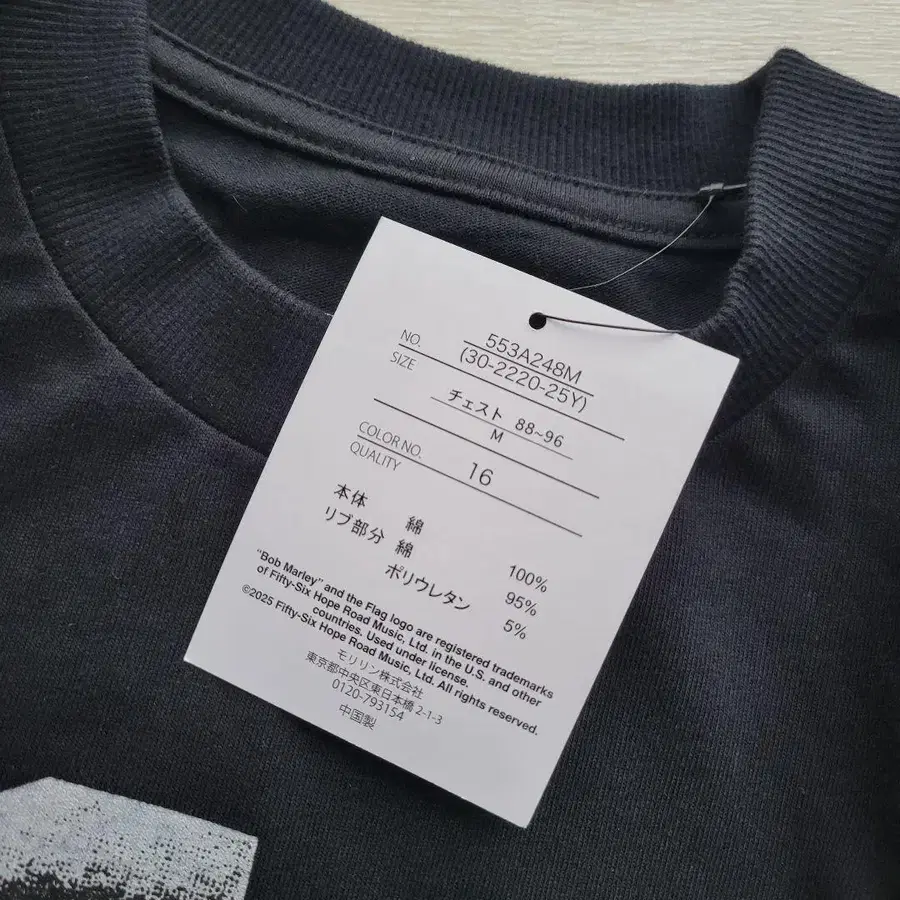 NO. 553A248M
(30-2220-25Y)
SIZE チェスト 88~96
M
COLOR NO. 16
QUALITY
本体 綿 100%
リブ部分 綿 95%
ポリウレタン 5%
"Bob Marley" and the Flag logo are registered trademarks
of Fifty-Six Hope Road Music, Ltd. in the U.S. and other
countries. Used under license.
©2025 Fifty-Six Hope Road Music, Ltd. All rights reserved.
モリリン株式会社
東京都中央区東日本橋 2-1-3
0120-793154
中国製